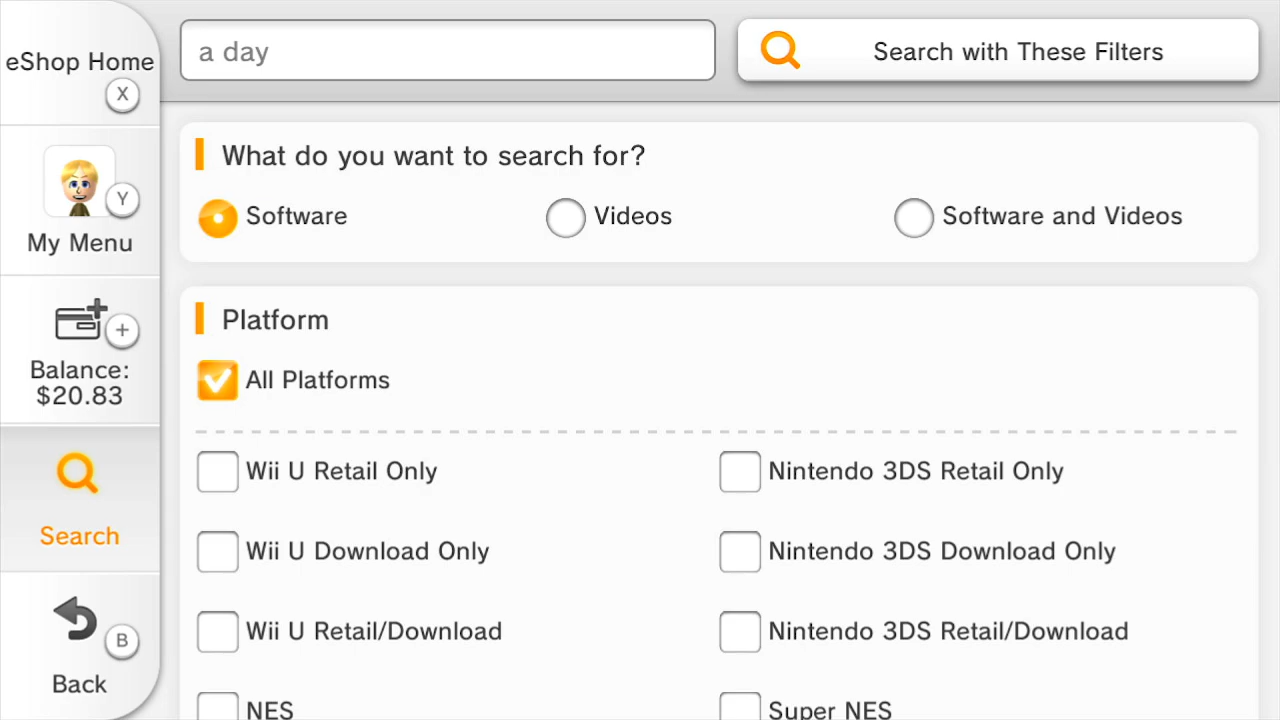 eShop Home
X
a day
Search with These Filters
Y
My Menu
+
Balance:
$20.83
Search
B
Back
What do you want to search for?
Software
Videos
Software and Videos
Platform
All Platforms
Wii U Retail Only
Nintendo 3DS Retail Only
Wii U Download Only
Nintendo 3DS Download Only
Wii U Retail/Download
Nintendo 3DS Retail/Download
NES
Super NES